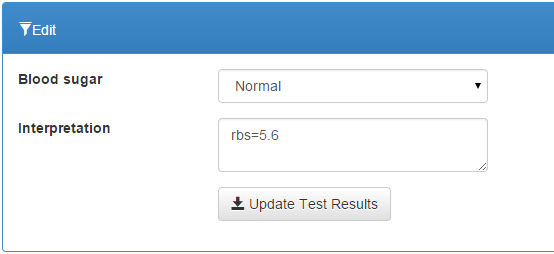 Edit
Blood sugar
Normal
Interpretation
rbs=5.6
Update Test Results